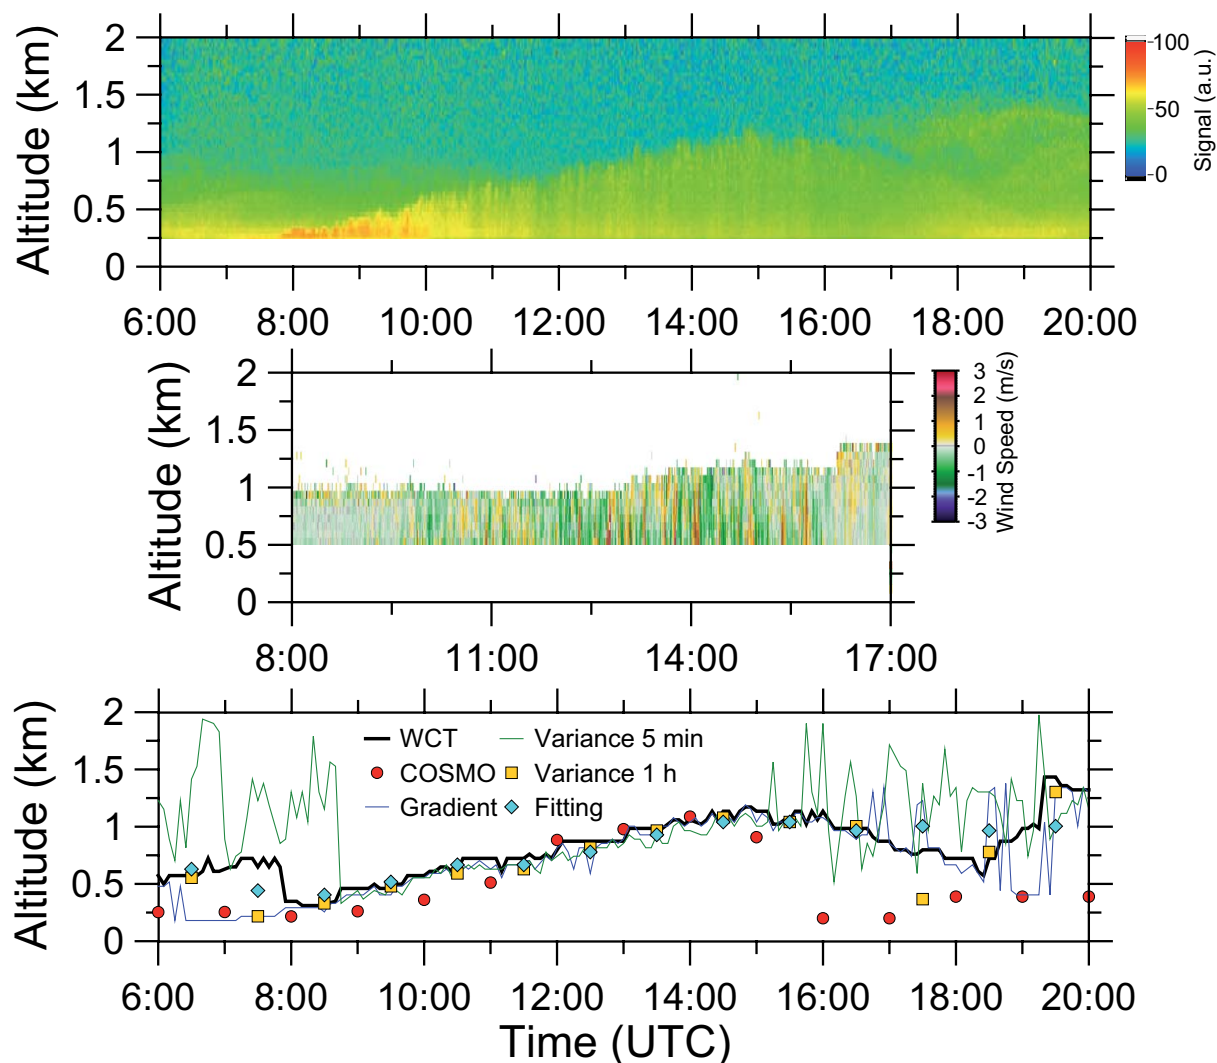 Altitude (km)
2
1.5
1
0.5
0
6:00 8:00 10:00 12:00 14:00 16:00 18:00 20:00
100
50
0
Signal (a.u.)
Altitude (km)
2
1.5
1
0.5
0
8:00 11:00 14:00 17:00
3
2
1
0
-1
-2
-3
Wind Speed (m/s)
Altitude (km)
2
1.5
1
0.5
0
WCT Variance 5 min
COSMO Variance 1 h
Gradient Fitting
6:00 8:00 10:00 12:00 14:00 16:00 18:00 20:00
Time (UTC)